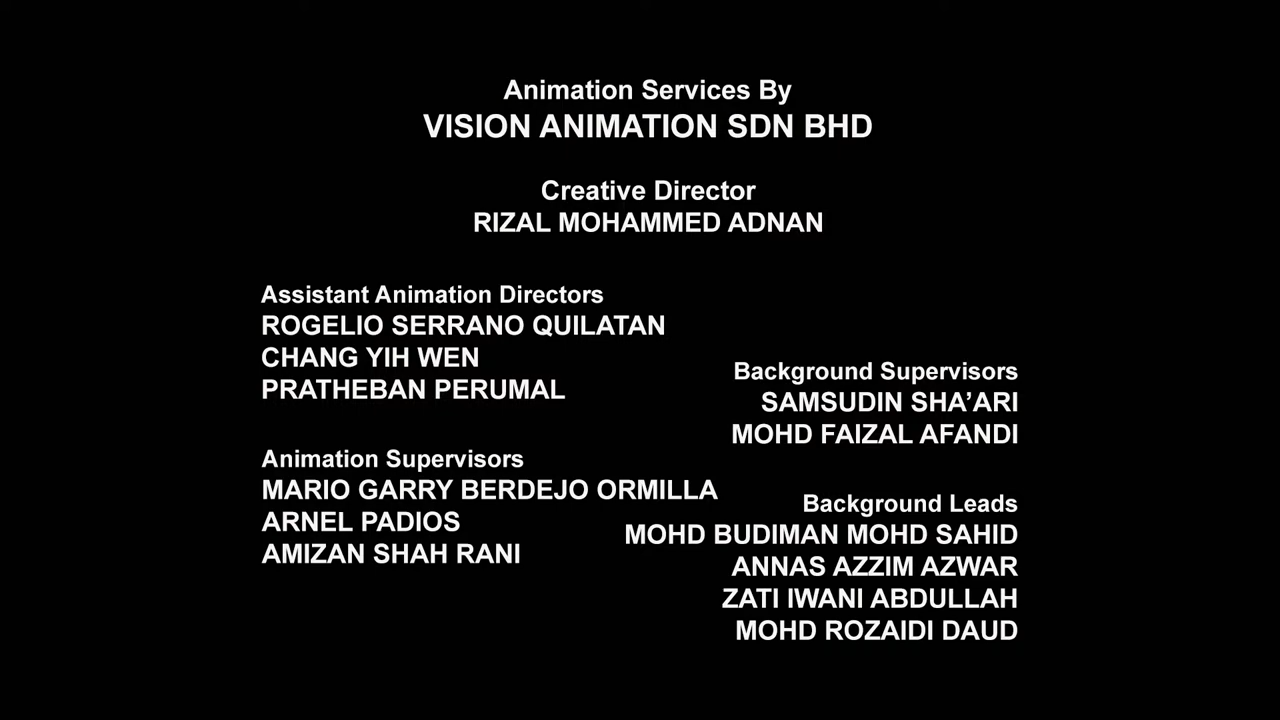 Animation Services By
VISION ANIMATION SDN BHD
Creative Director
RIZAL MOHAMMED ADNAN
Assistant Animation Directors
ROGELIO SERRANO QUILATAN
CHANG YIH WEN
PRATHEBAN PERUMAL
Animation Supervisors
MARIO GARRY BERDEJO ORMILLA
ARNEL PADIOS
AMIZAN SHAH RANI
Background Supervisors
SAMSUDIN SHA’ARI
MOHD FAIZAL AFANDI
Background Leads
MOHD BUDIMAN MOHD SAHID
ANNAS AZZIM AZWAR
ZATI IWANI ABDULLAH
MOHD ROZAIDI DAUD